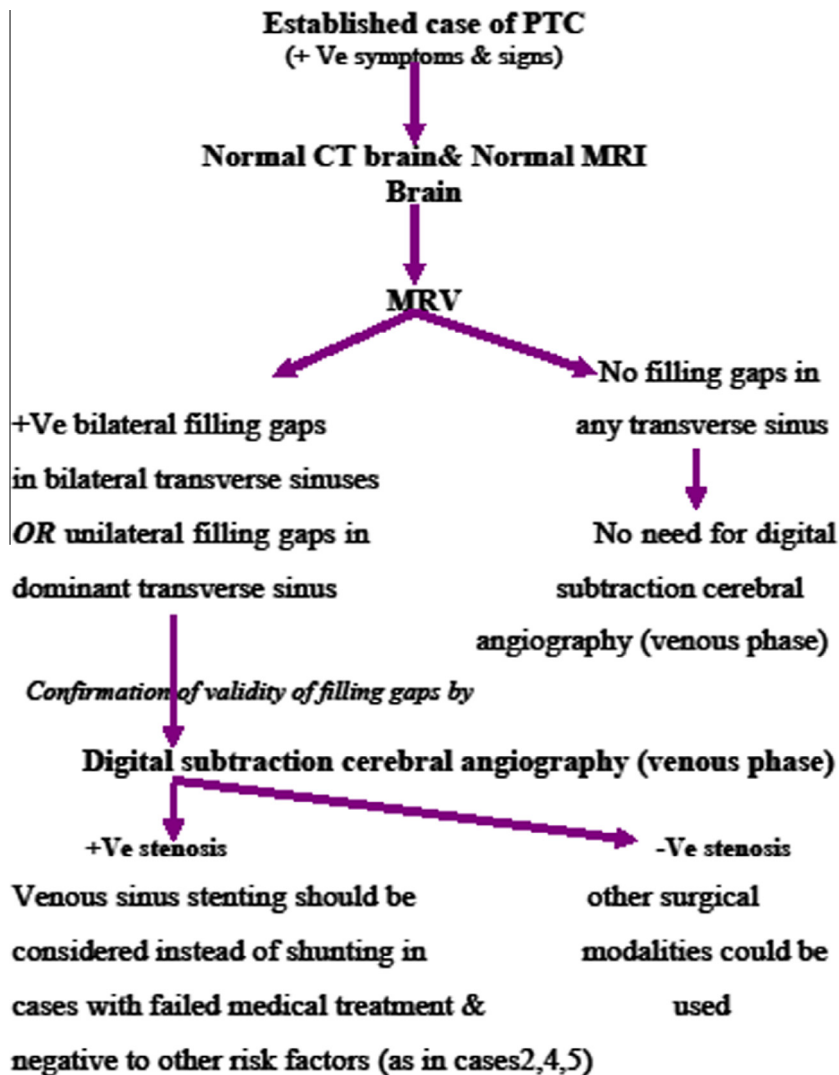 Established case of PTC
(+ Ve symptoms & signs)
Normal CT brain& Normal MRI
Brain
MRV
+Ve bilateral filling gaps
in bilateral transverse sinuses
OR unilateral filling gaps in
dominant transverse sinus
No filling gaps in
any transverse sinus
No need for digital
subtraction cerebral
angiography (venous phase)
Confirmation of validity of filling gaps by
Digital subtraction cerebral angiography (venous phase)
+Ve stenosis
Venous sinus stenting should be
considered instead of shunting in
cases with failed medical treatment &
negative to other risk factors (as in cases2,4,5)
-Ve stenosis
other surgical
modalities could be
used